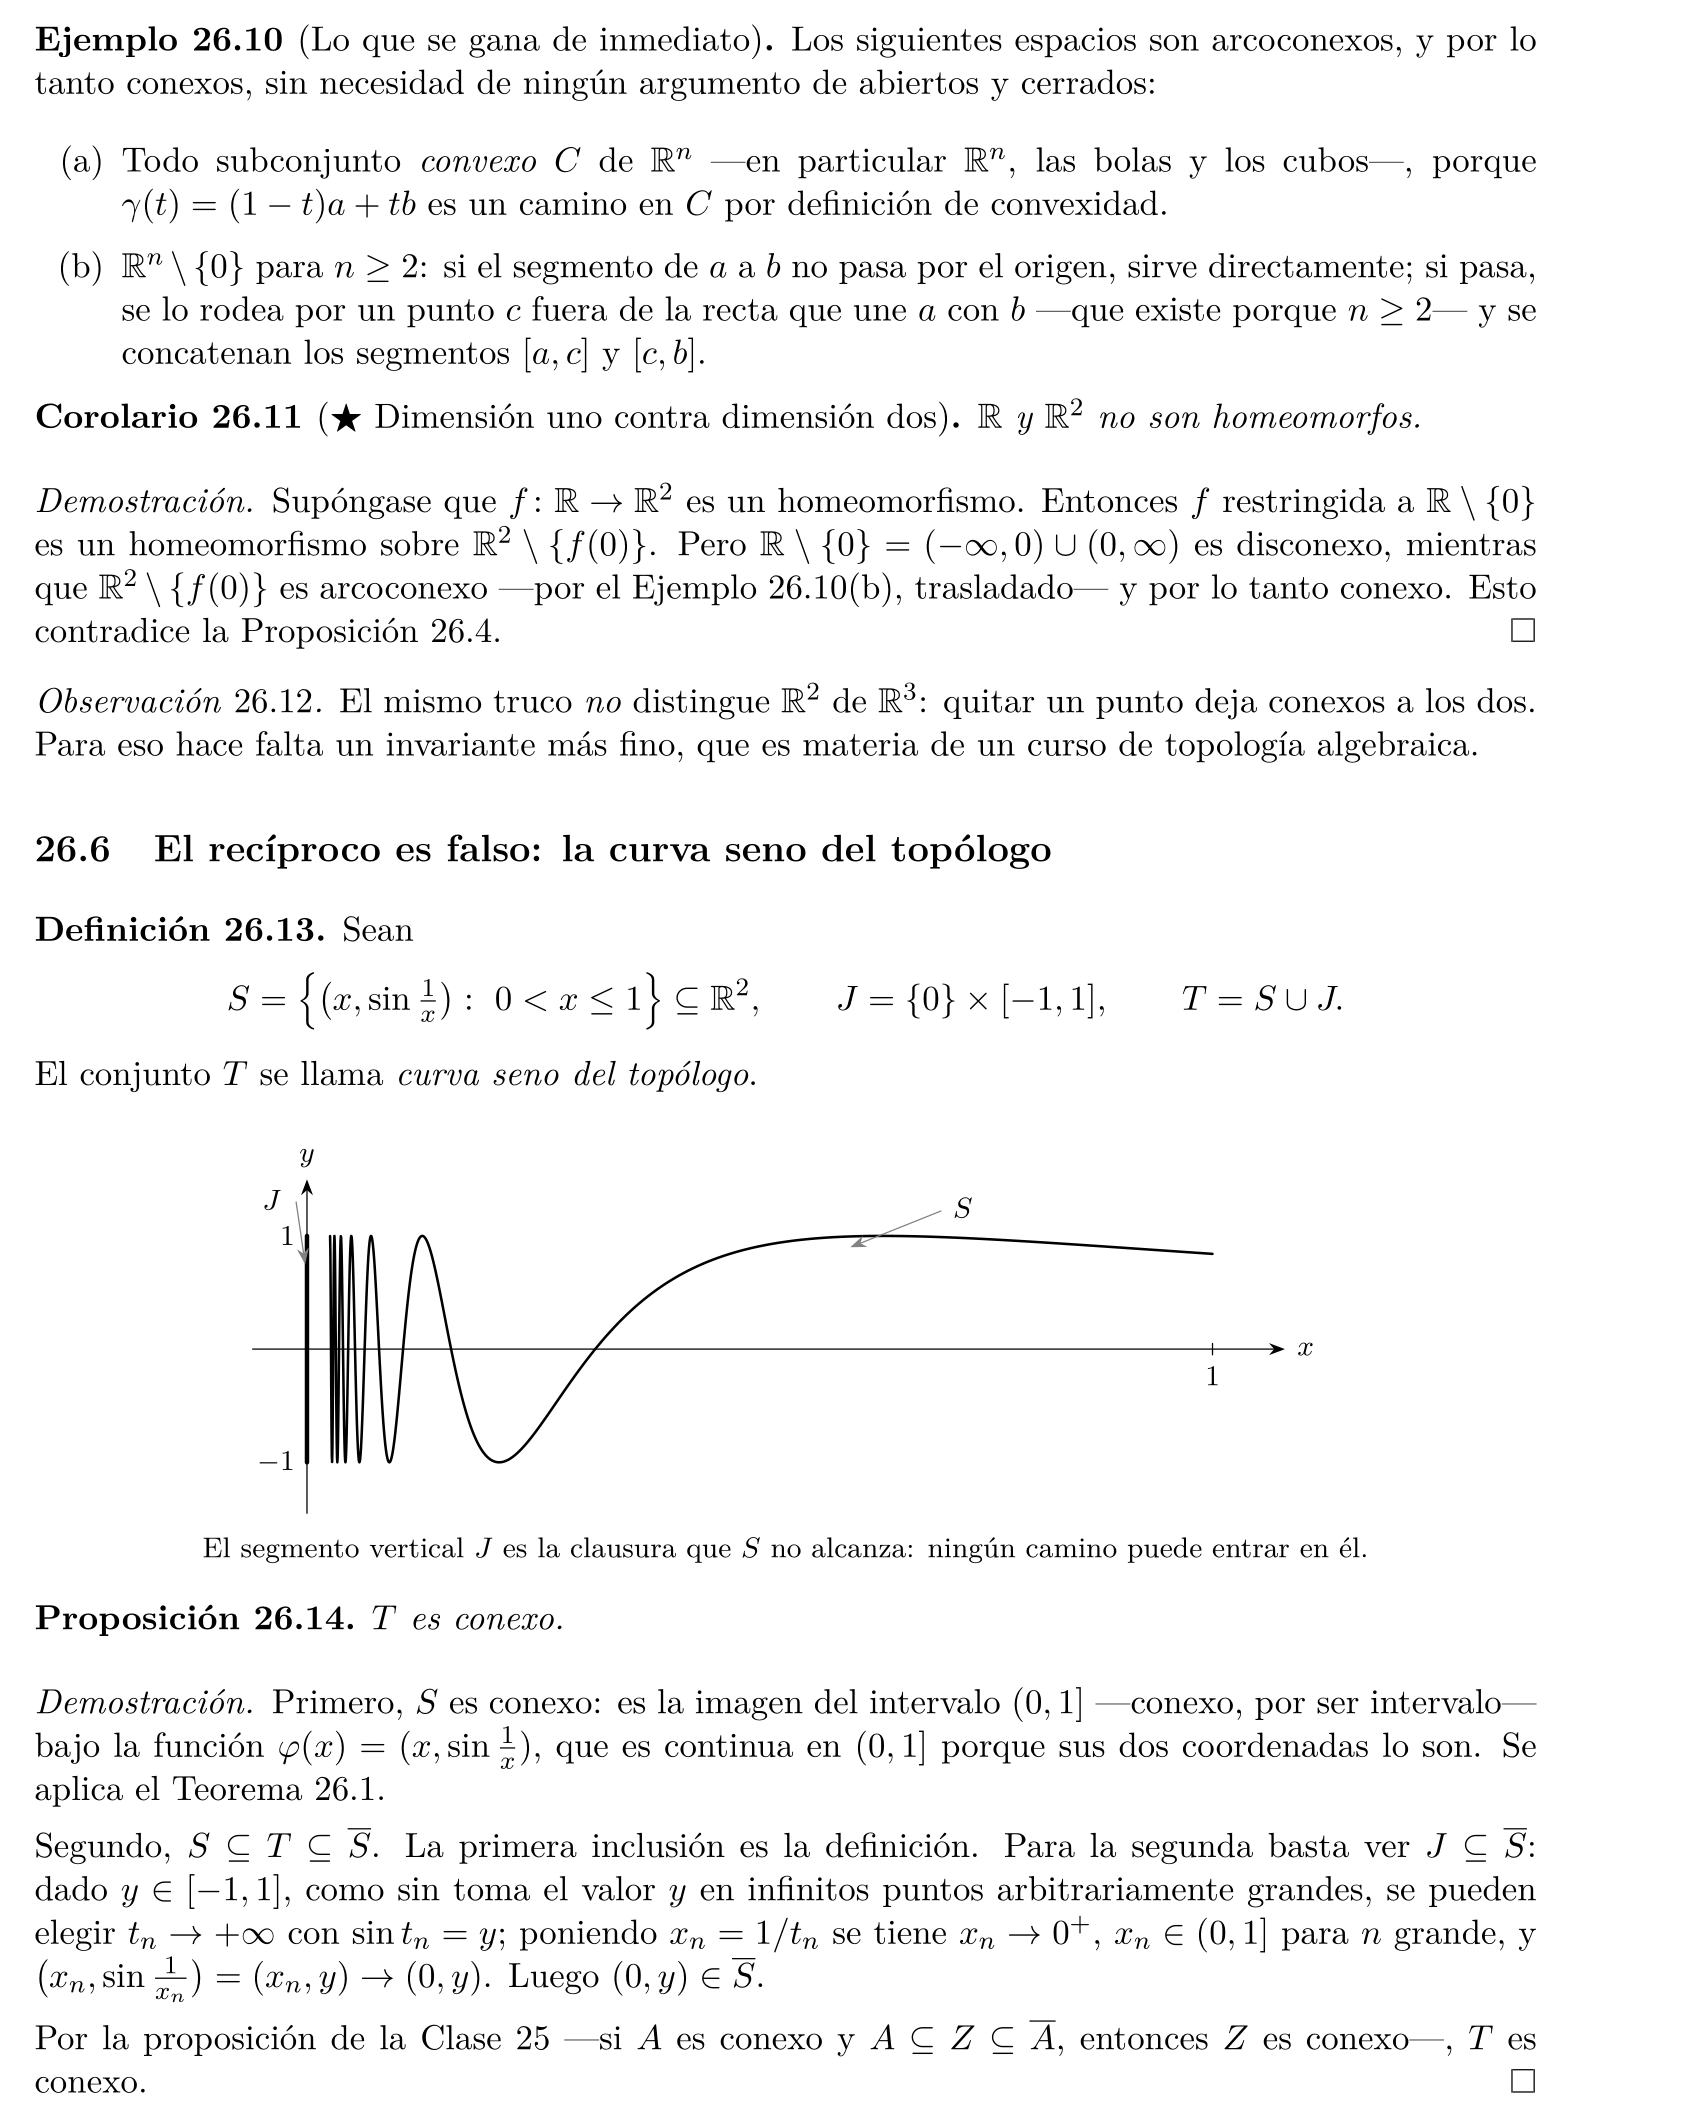 Ejemplo 26.10 (Lo que se gana de inmediato). Los siguientes espacios son arcoconexos, y por lo
tanto conexos, sin necesidad de ningún argumento de abiertos y cerrados:
(a) Todo subconjunto convexo C de ℝⁿ —en particular ℝⁿ, las bolas y los cubos—, porque
γ(t) = (1 − t)a + tb es un camino en C por definición de convexidad.
(b) ℝⁿ \ {0} para n ≥ 2: si el segmento de a a b no pasa por el origen, sirve directamente; si pasa,
se lo rodea por un punto c fuera de la recta que une a con b —que existe porque n ≥ 2— y se
concatenan los segmentos [a, c] y [c, b].
Corolario 26.11 (★ Dimensión uno contra dimensión dos). ℝ y ℝ² no son homeomorfos.
Demostración. Supóngase que f : ℝ → ℝ² es un homeomorfismo. Entonces f restringida a ℝ \ {0}
es un homeomorfismo sobre ℝ² \ {f(0)}. Pero ℝ \ {0} = (−∞, 0) ∪ (0, ∞) es disconexo, mientras
que ℝ² \ {f(0)} es arcoconexo —por el Ejemplo 26.10(b), trasladado— y por lo tanto conexo. Esto
contradice la Proposición 26.4. □
Observación 26.12. El mismo truco no distingue ℝ² de ℝ³: quitar un punto deja conexos a los dos.
Para eso hace falta un invariante más fino, que es materia de un curso de topología algebraica.
26.6 El recíproco es falso: la curva seno del topólogo
Definición 26.13. Sean
S = {(x, sin 1/x) : 0 < x ≤ 1} ⊆ ℝ², J = {0} × [−1, 1], T = S ∪ J.
El conjunto T se llama curva seno del topólogo.
y
J
S
1
x
1
−1
El segmento vertical J es la clausura que S no alcanza: ningún camino puede entrar en él.
Proposición 26.14. T es conexo.
Demostración. Primero, S es conexo: es la imagen del intervalo (0, 1] —conexo, por ser intervalo—
bajo la función φ(x) = (x, sin 1/x), que es continua en (0, 1] porque sus dos coordenadas lo son. Se
aplica el Teorema 26.1.
Segundo, S ⊆ T ⊆ S̅. La primera inclusión es la definición. Para la segunda basta ver J ⊆ S̅:
dado y ∈ [−1, 1], como sin toma el valor y en infinitos puntos arbitrariamente grandes, se pueden
elegir tₙ → +∞ con sin tₙ = y; poniendo xₙ = 1/tₙ se tiene xₙ → 0⁺, xₙ ∈ (0, 1] para n grande, y
(xₙ, sin 1/xₙ) = (xₙ, y) → (0, y). Luego (0, y) ∈ S̅.
Por la proposición de la Clase 25 —si A es conexo y A ⊆ Z ⊆ A̅, entonces Z es conexo—, T es
conexo. □